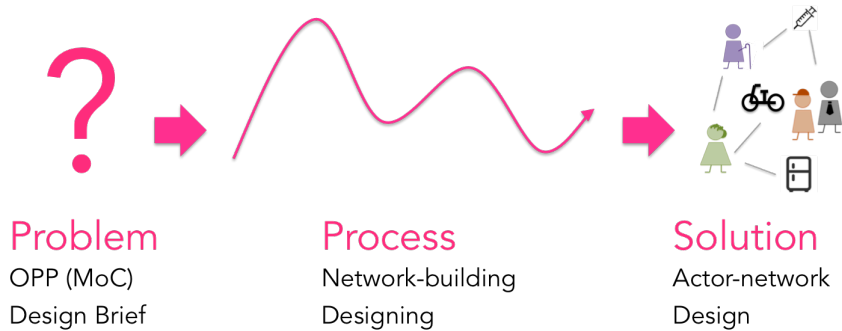 ?
Problem
OPP (MoC)
Design Brief
Process
Network-building
Designing
Solution
Actor-network
Design